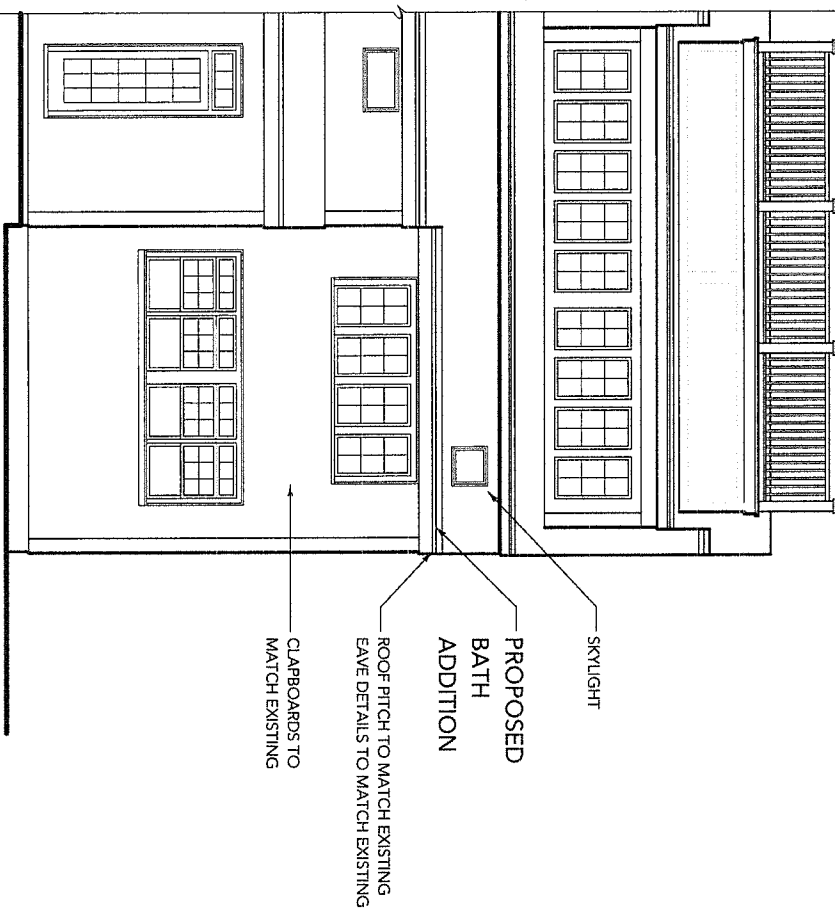 SKYLIGHT
PROPOSED
BATH
ADDITION
ROOF PITCH TO MATCH EXISTING
EAVE DETAILS TO MATCH EXISTING
CLAPBOARDS TO
MATCH EXISTING